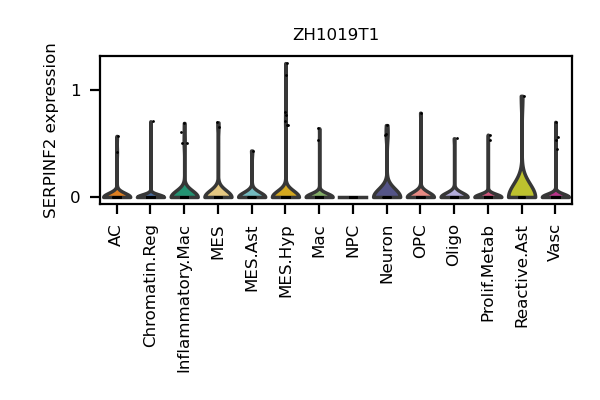 ZH1019T1
SERPINF2 expression
1
0
AC
Chromatin.Reg
Inflammatory.Mac
MES
MES.Ast
MES.Hyp
Mac
NPC
Neuron
OPC
Oligo
Prolif.Metab
Reactive.Ast
Vasc